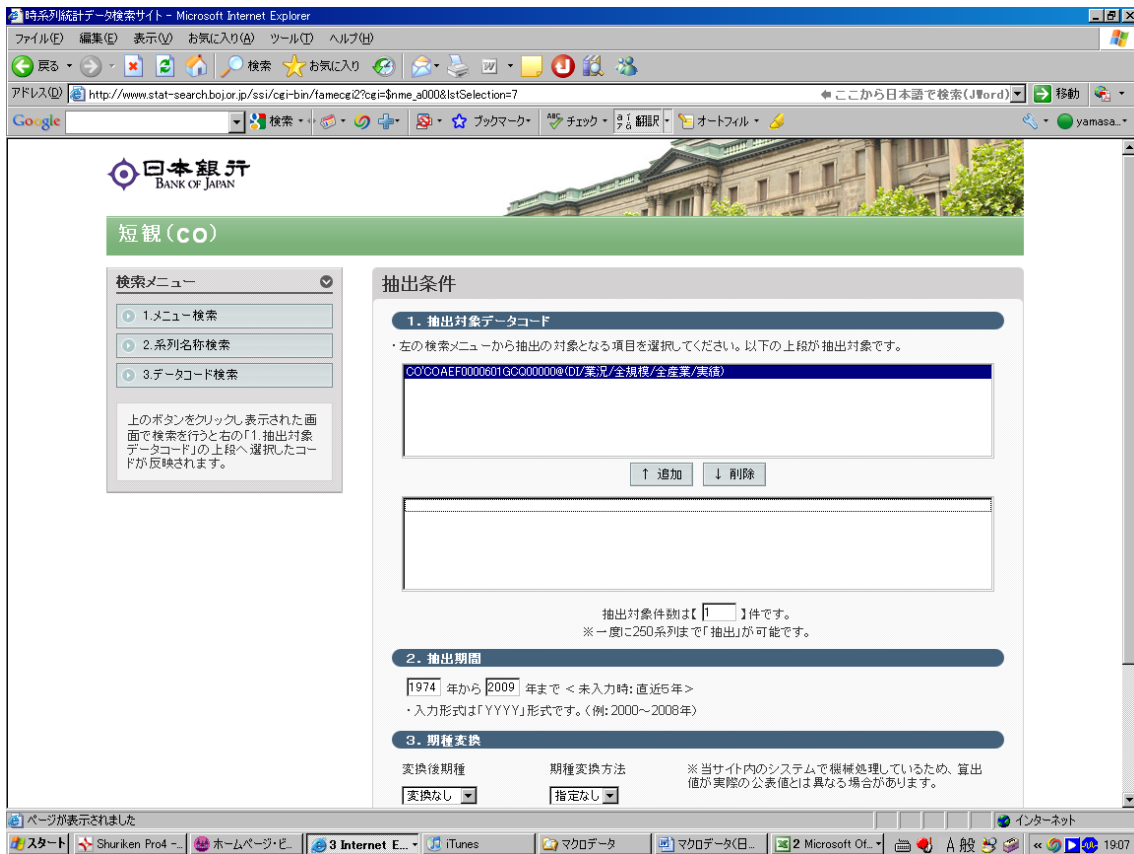 時系列統計データ検索サイト - Microsoft Internet Explorer
ファイル(F) 編集(E) 表示(V) お気に入り(A) ツール(T) ヘルプ(H)
戻る 検索 お気に入り
アドレス(D) http://www.stat-search.boj.or.jp/ssi/cgi-bin/famecgi2?cgi=$nme_a000&lstSelection=7 ここから日本語で検索(JWord) 移動
Google 検索 ブックマーク チェック 翻訳 オートフィル yamasa...
日本銀行
BANK OF JAPAN
短観(CO)
検索メニュー
1.メニュー検索
2.系列名称検索
3.データコード検索
上のボタンをクリックし表示された画
面で検索を行うと右の「1.抽出対象
データコード」の上段へ選択したコー
ドが反映されます。
抽出条件
1. 抽出対象データコード
・左の検索メニューから抽出の対象となる項目を選択してください。以下の上段が抽出対象です。
CO'COAEF0000601GCQ00000@(DI/業況/全規模/全産業/実績)
↑ 追加 ↓ 削除
抽出対象件数は【 1 】件です。
※一度に250系列まで「抽出」が可能です。
2. 抽出期間
1974 年から 2009 年まで < 未入力時: 直近5年 >
・入力形式は「YYYY」形式です。(例: 2000～2008年)
3. 期種変換
変換後期種 期種変換方法 ※当サイト内のシステムで機械処理しているため、算出
値が実際の公表値とは異なる場合があります。
変換なし 指定なし
ページが表示されました インターネット
スタート Shuriken Pro4 -... ホームページ・ビ... 3 Internet E... iTunes マクロデータ マクロデータ(日... 2 Microsoft Of... A 般 19:07